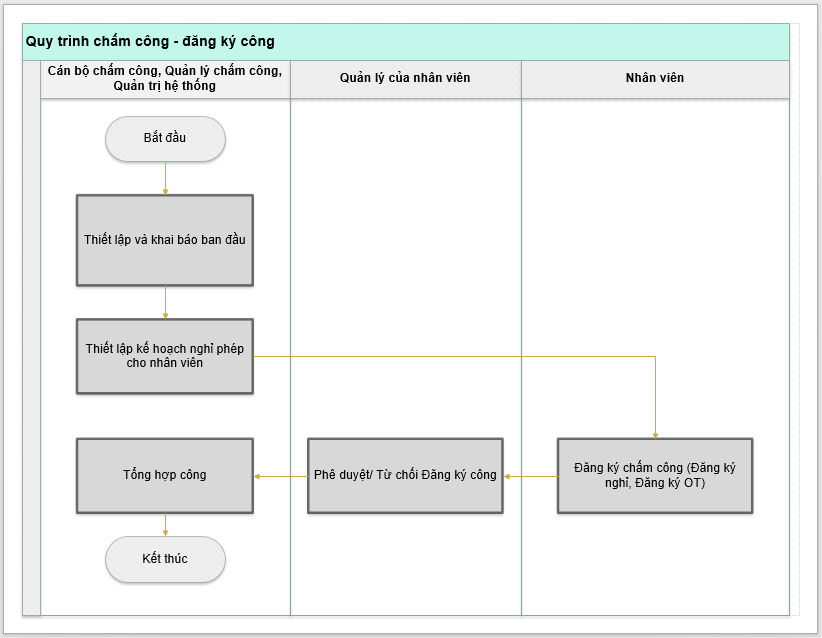 Quy trình chấm công - đăng ký công
Cán bộ chấm công, Quản lý chấm công,
Quản trị hệ thống
Quản lý của nhân viên
Nhân viên
Bắt đầu
Thiết lập và khai báo ban đầu
Thiết lập kế hoạch nghỉ phép
cho nhân viên
Tổng hợp công
Phê duyệt/ Từ chối Đăng ký công
Đăng ký chấm công (Đăng ký
nghỉ, Đăng ký OT)
Kết thúc